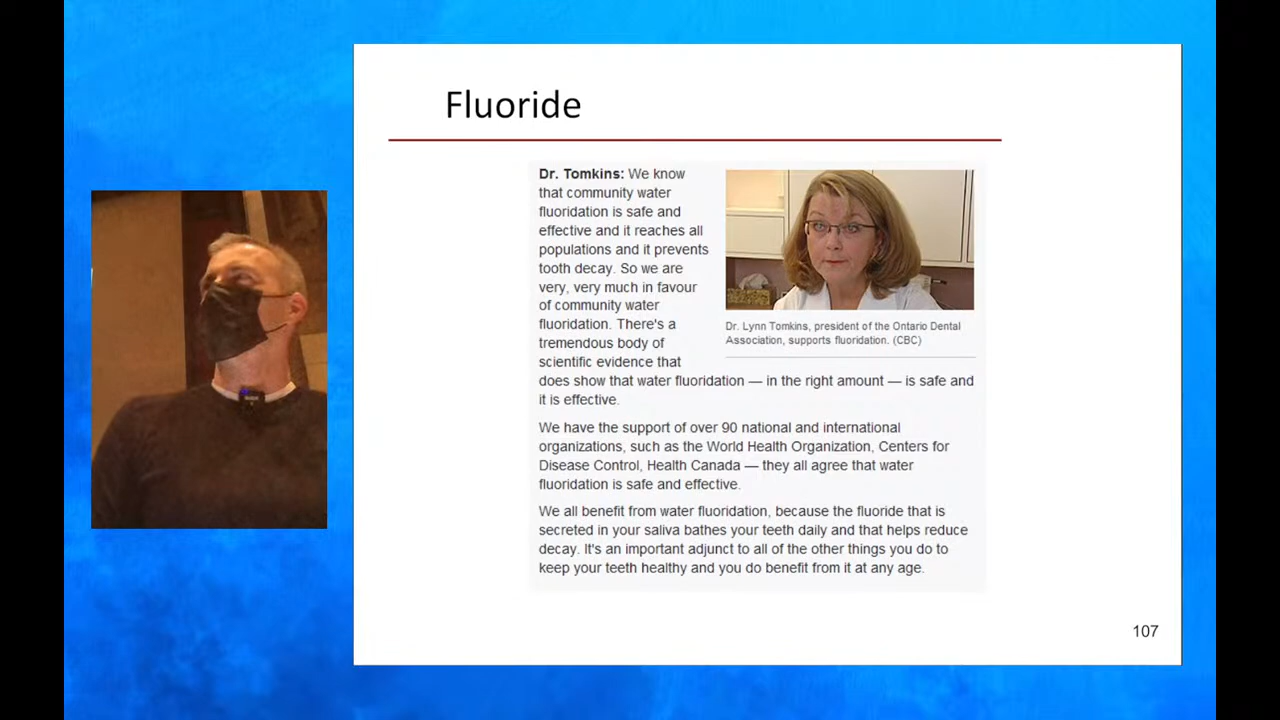 Fluoride
Dr. Tomkins: We know
that community water
fluoridation is safe and
effective and it reaches all
populations and it prevents
tooth decay. So we are
very, very much in favour
of community water
fluoridation. There's a
tremendous body of
scientific evidence that
does show that water fluoridation — in the right amount — is safe and
it is effective.
Dr. Lynn Tomkins, president of the Ontario Dental
Association, supports fluoridation. (CBC)
We have the support of over 90 national and international
organizations, such as the World Health Organization, Centers for
Disease Control, Health Canada — they all agree that water
fluoridation is safe and effective.
We all benefit from water fluoridation, because the fluoride that is
secreted in your saliva bathes your teeth daily and that helps reduce
decay. It's an important adjunct to all of the other things you do to
keep your teeth healthy and you do benefit from it at any age.
107